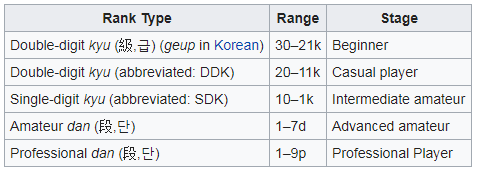 Rank Type Range Stage
Double-digit kyu (級,급) (geup in Korean) 30–21k Beginner
Double-digit kyu (abbreviated: DDK) 20–11k Casual player
Single-digit kyu (abbreviated: SDK) 10–1k Intermediate amateur
Amateur dan (段,단) 1–7d Advanced amateur
Professional dan (段,단) 1–9p Professional Player